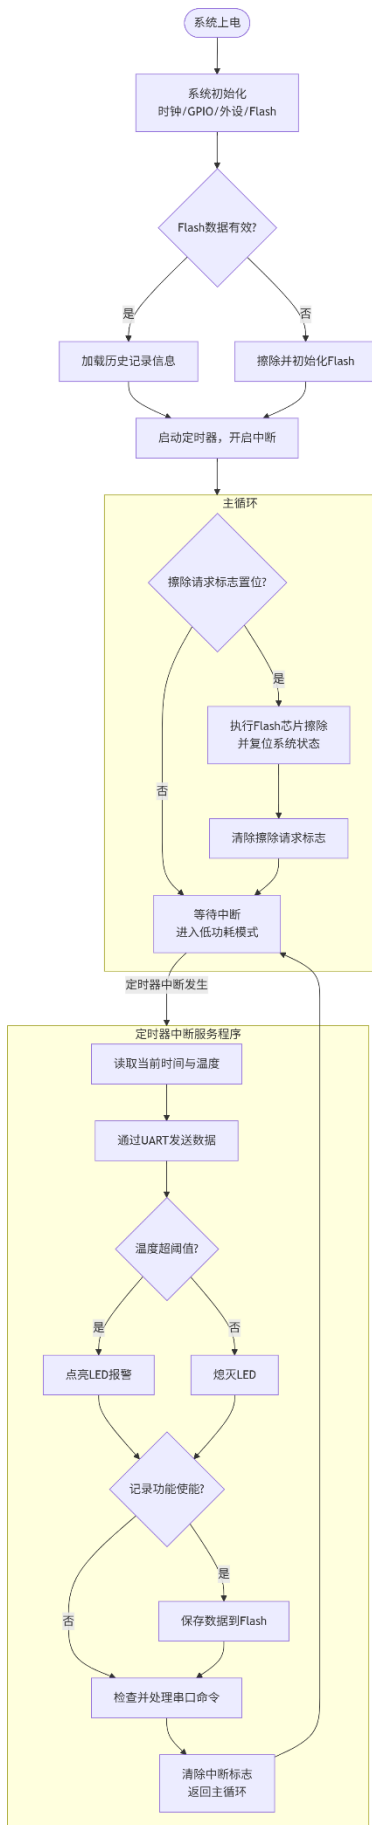 系统上电
系统初始化
时钟/GPIO/外设/Flash
Flash数据有效?
是
否
加载历史记录信息
擦除并初始化Flash
启动定时器，开启中断
主循环
擦除请求标志置位?
是
执行Flash芯片擦除
并复位系统状态
否
清除擦除请求标志
等待中断
进入低功耗模式
定时器中断发生
定时器中断服务程序
读取当前时间与温度
通过UART发送数据
温度超阈值?
是
否
点亮LED报警
熄灭LED
记录功能使能?
是
否
保存数据到Flash
检查并处理串口命令
清除中断标志
返回主循环